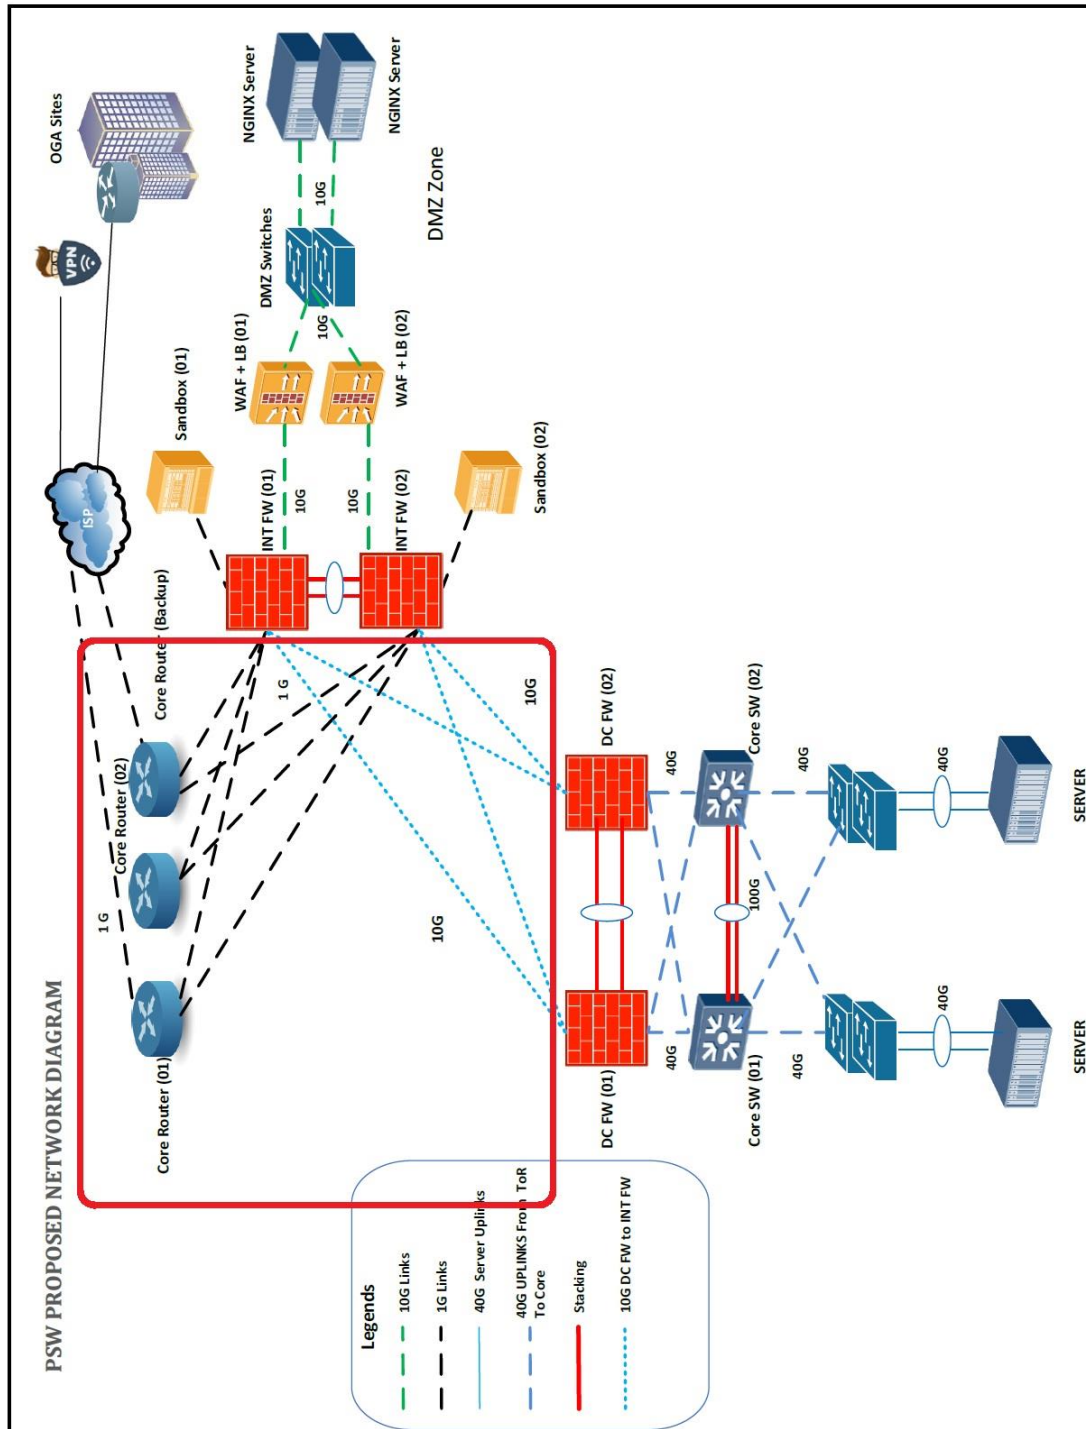 PSW PROPOSED NETWORK DIAGRAM
Core Router (01)
Core Router (02)
Core Router (Backup)
1 G
ISP
VPN
OGA Sites
Sandbox (01)
INT FW (01)
10G
WAF + LB (01)
DMZ Switches
10G
NGINX Server
10G
NGINX Server
DMZ Zone
10G
INT FW (02)
WAF + LB (02)
Sandbox (02)
1 G
10G
10G
DC FW (01)
DC FW (02)
40G
40G
Core SW (01)
100G
Core SW (02)
40G
40G
40G
40G
SERVER
SERVER
Legends
10G Links
1G Links
40G Server Uplinks
40G UPLINKS From ToR
To Core
Stacking
10G DC FW to INT FW